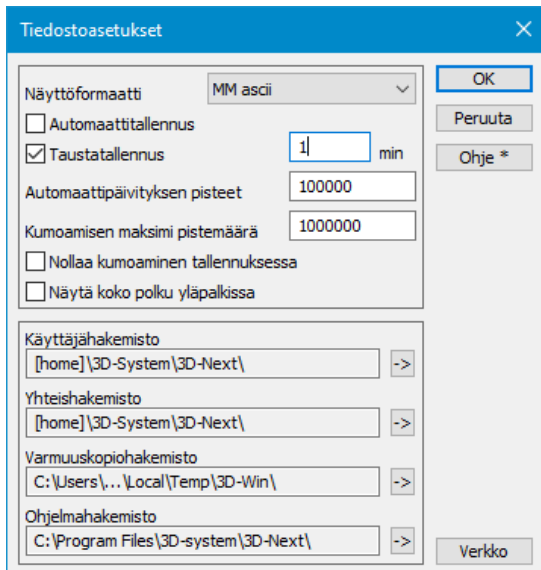 Tiedostoasetukset
Näyttöformaatti MM ascii
OK
Automaattitallennus
Peruuta
Taustatallennus 1 min
Ohje *
Automaattipäivityksen pisteet 100000
Kumoamisen maksimi pistemäärä 1000000
Nollaa kumoaminen tallennuksessa
Näytä koko polku yläpalkissa
Käyttäjähakemisto
[home]\3D-System\3D-Next\ ->
Yhteishakemisto
[home]\3D-System\3D-Next\ ->
Varmuuskopiohakemisto
C:\Users\...\Local\Temp\3D-Win\ ->
Ohjelmahakemisto
C:\Program Files\3D-system\3D-Next\ ->
Verkko